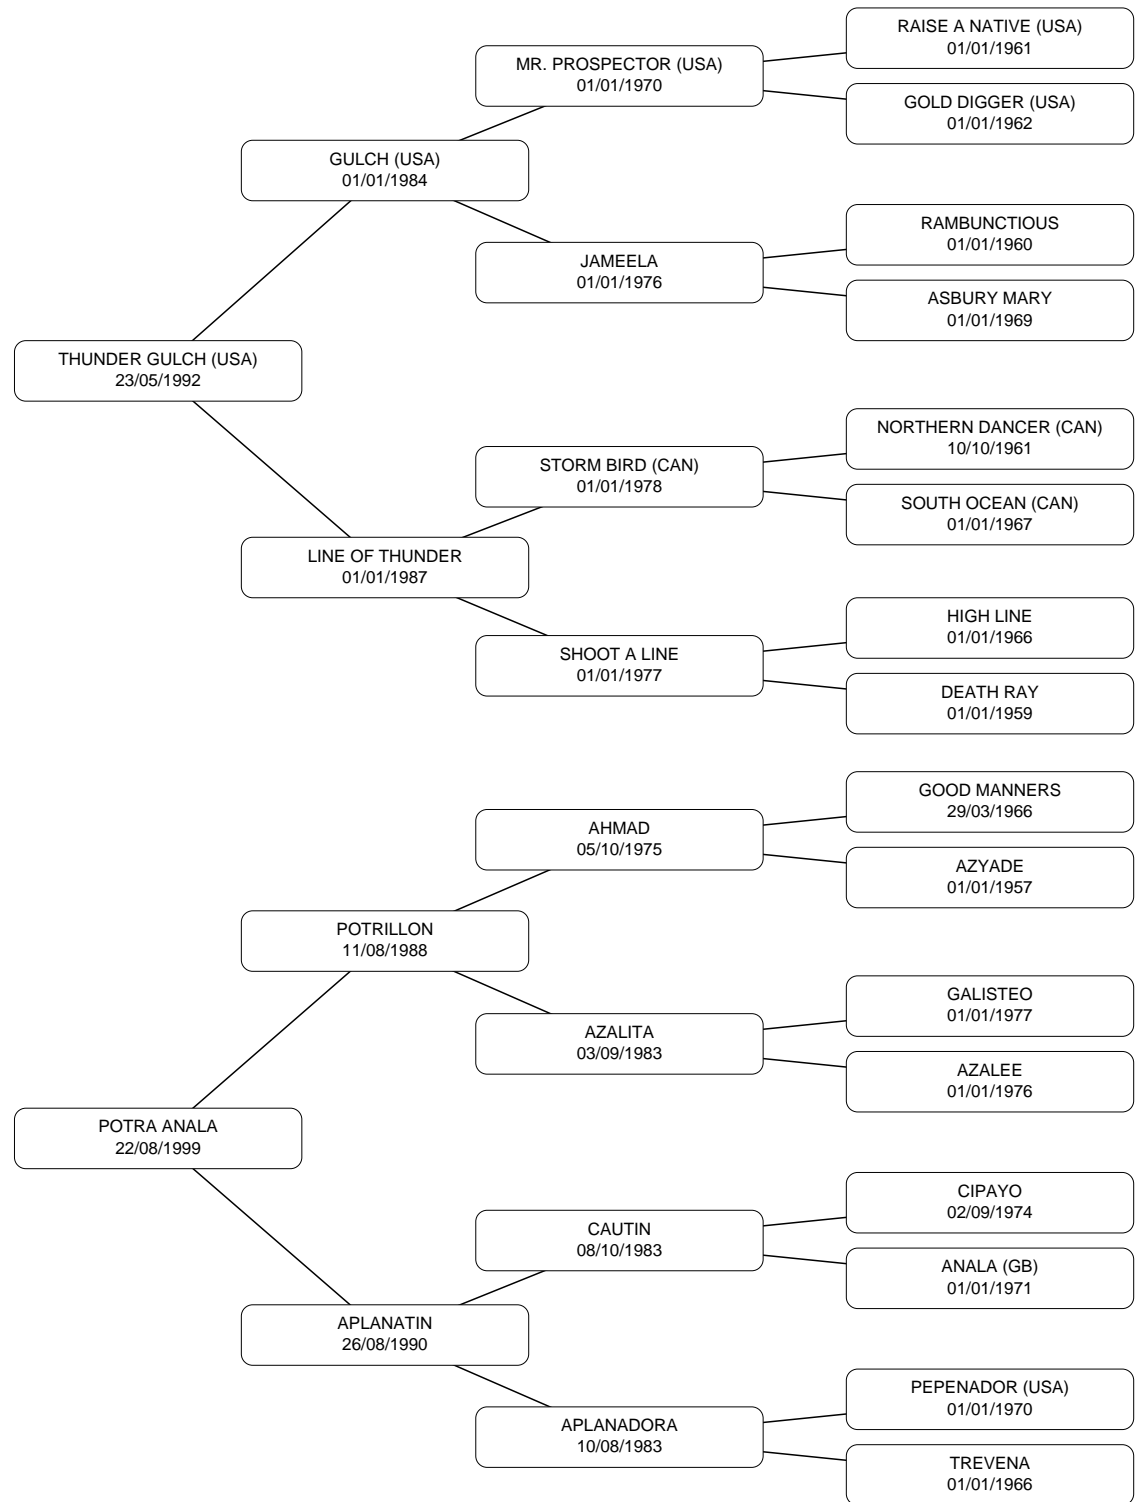 RAISE A NATIVE (USA)
01/01/1961
MR. PROSPECTOR (USA)
01/01/1970
GOLD DIGGER (USA)
01/01/1962
GULCH (USA)
01/01/1984
RAMBUNCTIOUS
01/01/1960
JAMEELA
01/01/1976
ASBURY MARY
01/01/1969
THUNDER GULCH (USA)
23/05/1992
NORTHERN DANCER (CAN)
10/10/1961
STORM BIRD (CAN)
01/01/1978
SOUTH OCEAN (CAN)
01/01/1967
LINE OF THUNDER
01/01/1987
HIGH LINE
01/01/1966
SHOOT A LINE
01/01/1977
DEATH RAY
01/01/1959
GOOD MANNERS
29/03/1966
AHMAD
05/10/1975
AZYADE
01/01/1957
POTRILLON
11/08/1988
GALISTEO
01/01/1977
AZALITA
03/09/1983
AZALEE
01/01/1976
POTRA ANALA
22/08/1999
CIPAYO
02/09/1974
CAUTIN
08/10/1983
ANALA (GB)
01/01/1971
APLANATIN
26/08/1990
PEPENADOR (USA)
01/01/1970
APLANADORA
10/08/1983
TREVENA
01/01/1966